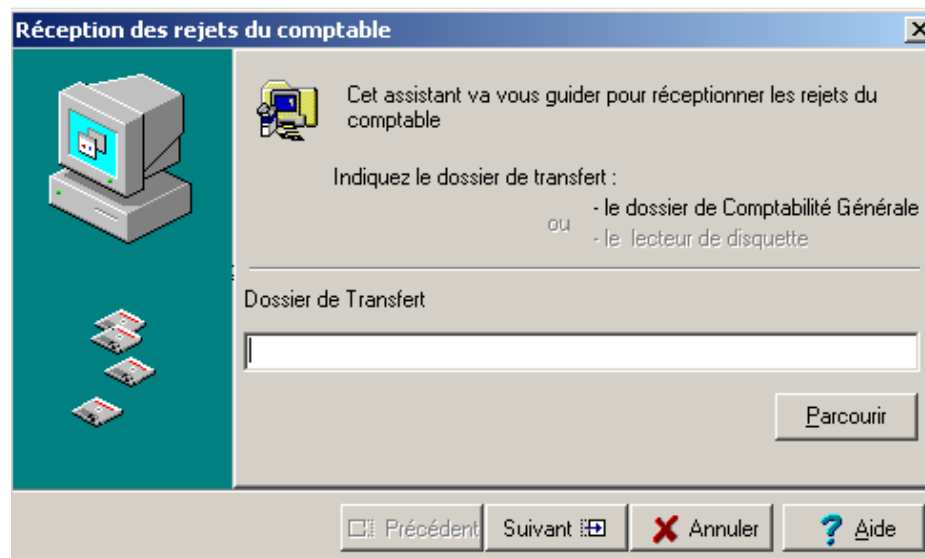 Réception des rejets du comptable
Cet assistant va vous guider pour réceptionner les rejets du
comptable
Indiquez le dossier de transfert :
- le dossier de Comptabilité Générale
ou
- le lecteur de disquette
Dossier de Transfert
Parcourir
Précédent Suivant Annuler Aide